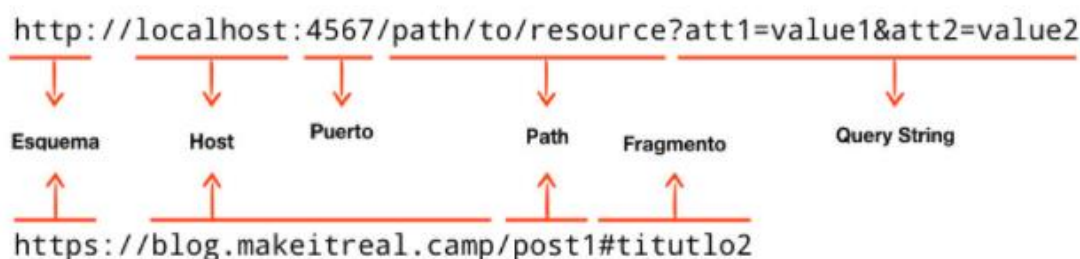 http://localhost:4567/path/to/resource?att1=value1&att2=value2
Esquema Host Puerto Path Fragmento Query String
https://blog.makeitreal.camp/post1#titutlo2